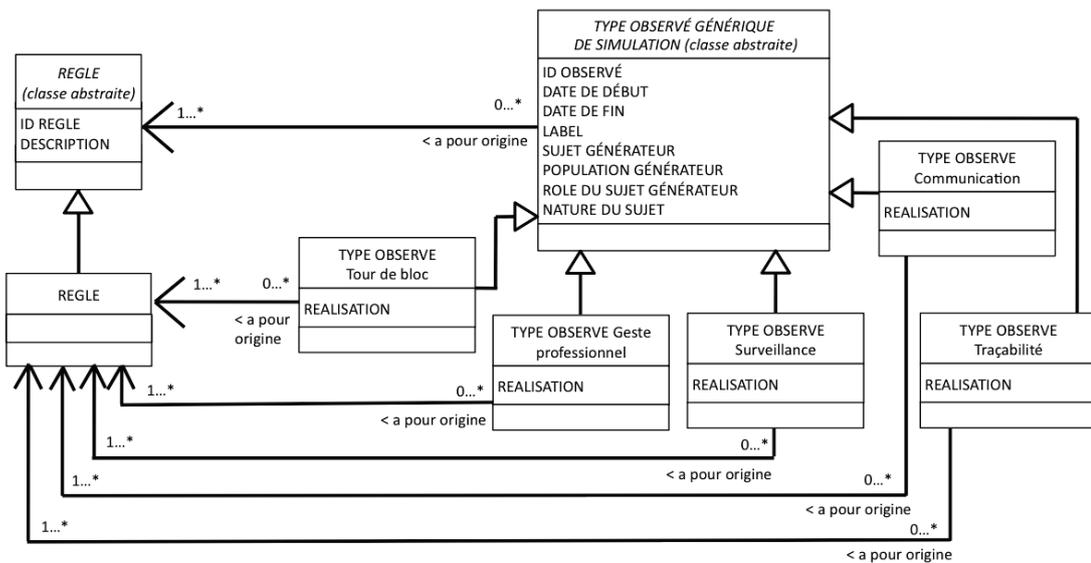 TYPE OBSERVÉ GÉNÉRIQUE
DE SIMULATION (classe abstraite)
ID OBSERVÉ
DATE DE DÉBUT
DATE DE FIN
LABEL
SUJET GÉNÉRATEUR
POPULATION GÉNÉRATEUR
ROLE DU SUJET GÉNÉRATEUR
NATURE DU SUJET
REGLE
(classe abstraite)
ID REGLE
DESCRIPTION
1...*
0...*
< a pour origine
TYPE OBSERVE
Communication
REALISATION
TYPE OBSERVE
Tour de bloc
REALISATION
REGLE
1...*
0...*
< a pour
origine
TYPE OBSERVE Geste
professionnel
REALISATION
TYPE OBSERVE
Surveillance
REALISATION
TYPE OBSERVE
Traçabilité
REALISATION
1...*
0...*
< a pour origine
1...*
0...*
< a pour origine
1...*
0...*
< a pour origine
1...*
0...*
< a pour origine